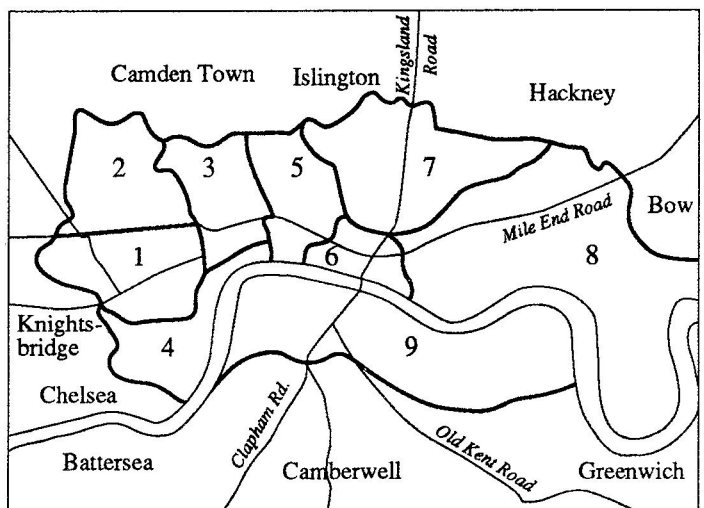 Camden Town
Islington
Kingsland
Road
Hackney
2
3
5
7
Mile End Road
Bow
1
6
8
Knights-
bridge
4
9
Chelsea
Clapham Rd.
Old Kent Road
Battersea
Camberwell
Greenwich